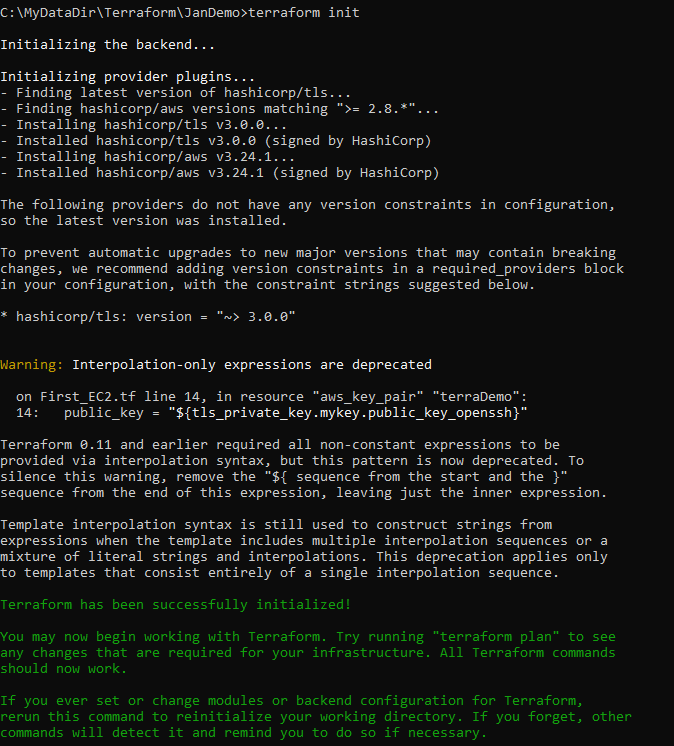 C:\MyDataDir\Terraform\JanDemo>terraform init
Initializing the backend...
Initializing provider plugins...
- Finding latest version of hashicorp/tls...
- Finding hashicorp/aws versions matching ">= 2.8.*"...
- Installing hashicorp/tls v3.0.0...
- Installed hashicorp/tls v3.0.0 (signed by HashiCorp)
- Installing hashicorp/aws v3.24.1...
- Installed hashicorp/aws v3.24.1 (signed by HashiCorp)
The following providers do not have any version constraints in configuration,
so the latest version was installed.
To prevent automatic upgrades to new major versions that may contain breaking
changes, we recommend adding version constraints in a required_providers block
in your configuration, with the constraint strings suggested below.
* hashicorp/tls: version = "~> 3.0.0"
Warning: Interpolation-only expressions are deprecated
on First_EC2.tf line 14, in resource "aws_key_pair" "terraDemo":
14:   public_key = "${tls_private_key.mykey.public_key_openssh}"
Terraform 0.11 and earlier required all non-constant expressions to be
provided via interpolation syntax, but this pattern is now deprecated. To
silence this warning, remove the "${ sequence from the start and the }"
sequence from the end of this expression, leaving just the inner expression.
Template interpolation syntax is still used to construct strings from
expressions when the template includes multiple interpolation sequences or a
mixture of literal strings and interpolations. This deprecation applies only
to templates that consist entirely of a single interpolation sequence.
Terraform has been successfully initialized!
You may now begin working with Terraform. Try running "terraform plan" to see
any changes that are required for your infrastructure. All Terraform commands
should now work.
If you ever set or change modules or backend configuration for Terraform,
rerun this command to reinitialize your working directory. If you forget, other
commands will detect it and remind you to do so if necessary.